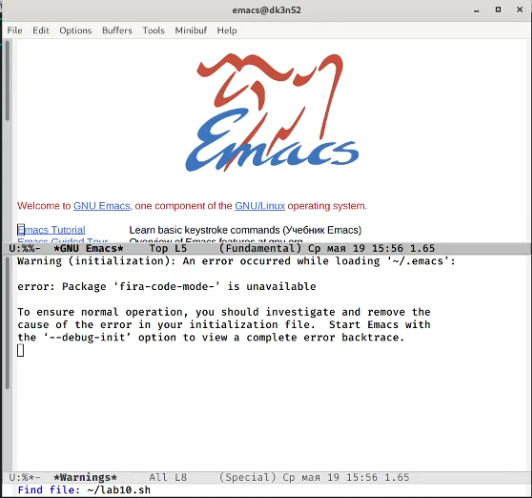 emacs@dk3n52
File Edit Options Buffers Tools Minibuf Help
Emacs
Welcome to GNU Emacs, one component of the GNU/Linux operating system.
Emacs Tutorial Learn basic keystroke commands (Учебник Emacs)
Emacs Guided Tour Overview of Emacs features at gnu.org
U:%%- *GNU Emacs* Top L5 (Fundamental) Ср мая 19 15:56 1.65
Warning (initialization): An error occurred while loading ‘~/.emacs’:
error: Package ‘fira-code-mode-’ is unavailable
To ensure normal operation, you should investigate and remove the
cause of the error in your initialization file. Start Emacs with
the ‘--debug-init’ option to view a complete error backtrace.
U:%*- *Warnings* All L8 (Special) Ср мая 19 15:56 1.65
Find file: ~/lab10.sh